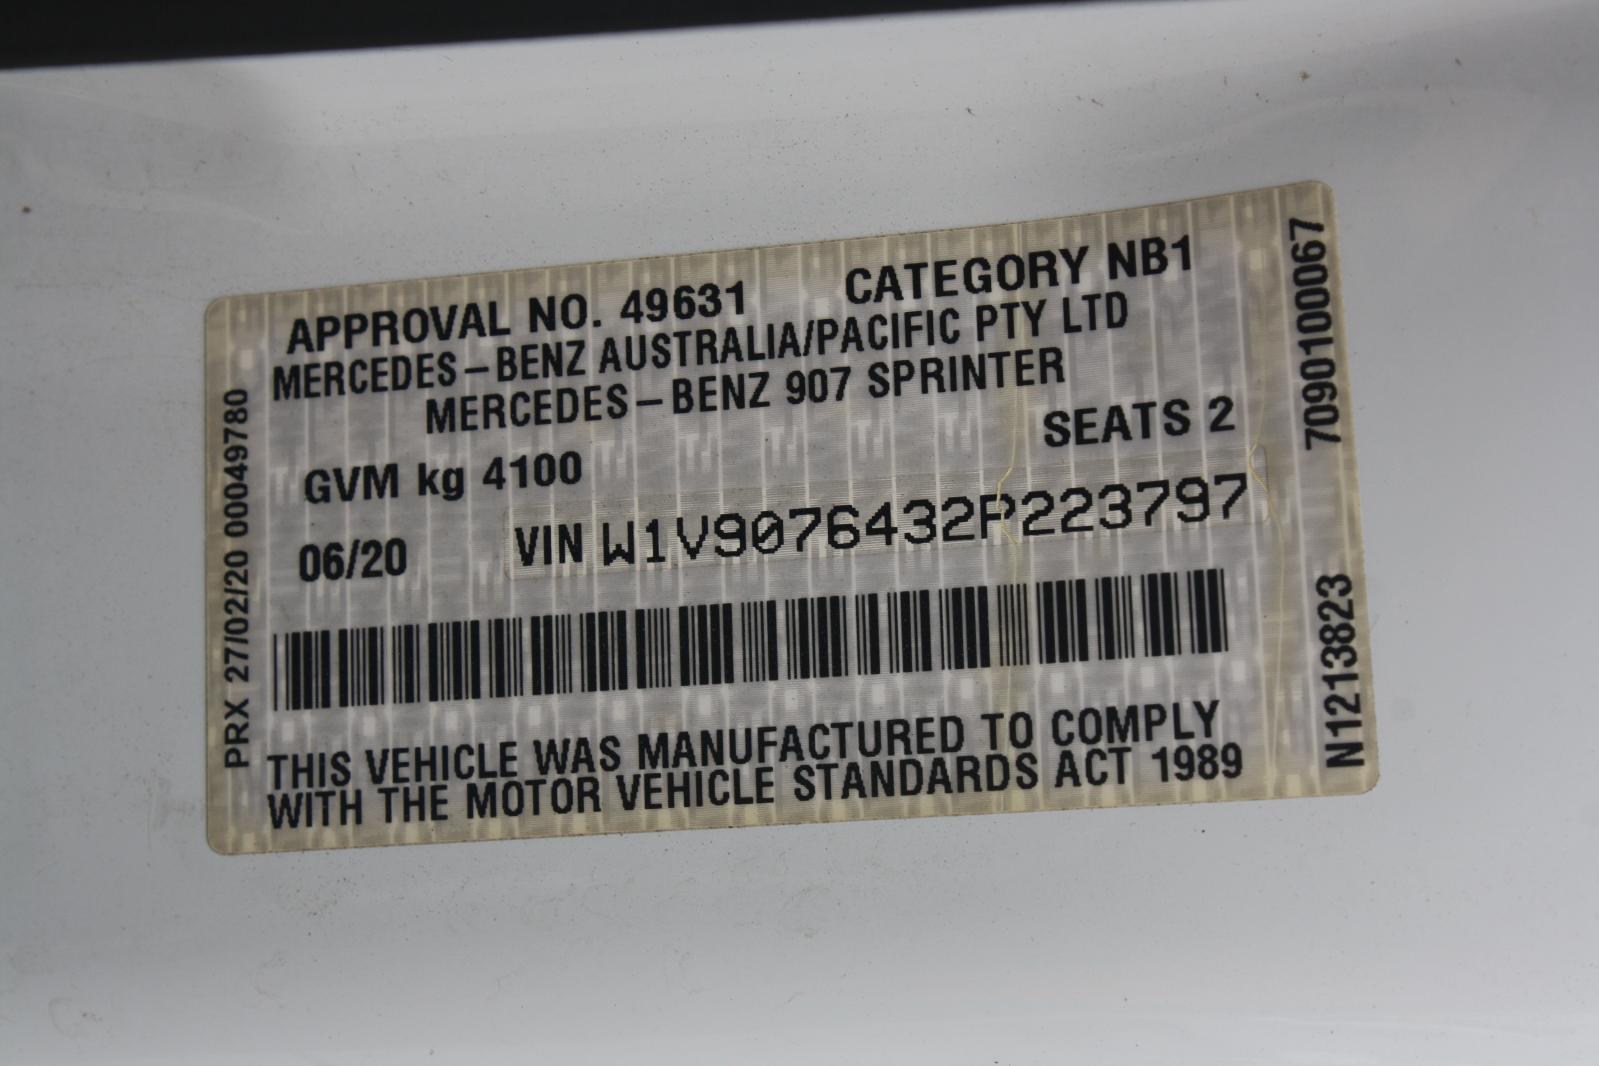 APPROVAL NO. 49631 CATEGORY NB1
MERCEDES-BENZ AUSTRALIA/PACIFIC PTY LTD
MERCEDES-BENZ 907 SPRINTER
GVM kg 4100 SEATS 2
06/20 VIN W1V9076432P223797
THIS VEHICLE WAS MANUFACTURED TO COMPLY
WITH THE MOTOR VEHICLE STANDARDS ACT 1989
PRX 27/02/20 00049780
N1213823 7090100067